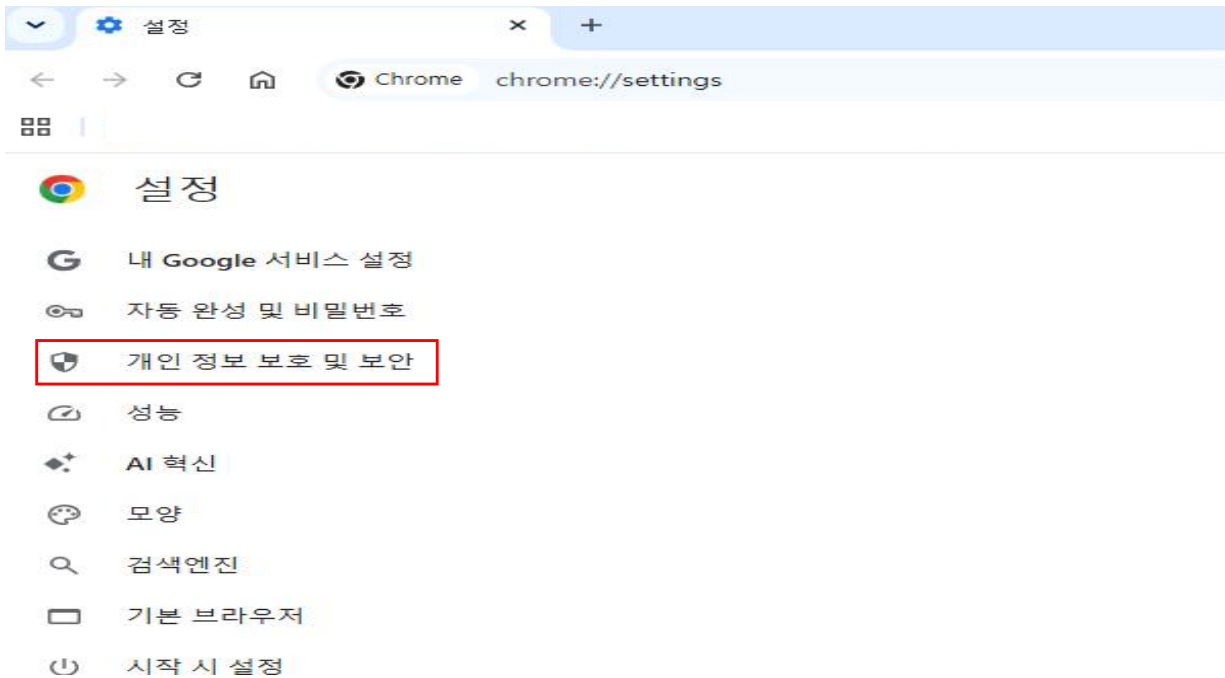 설정
Chrome chrome://settings
설정
내 Google 서비스 설정
자동 완성 및 비밀번호
개인 정보 보호 및 보안
성능
AI 혁신
모양
검색엔진
기본 브라우저
시작 시 설정